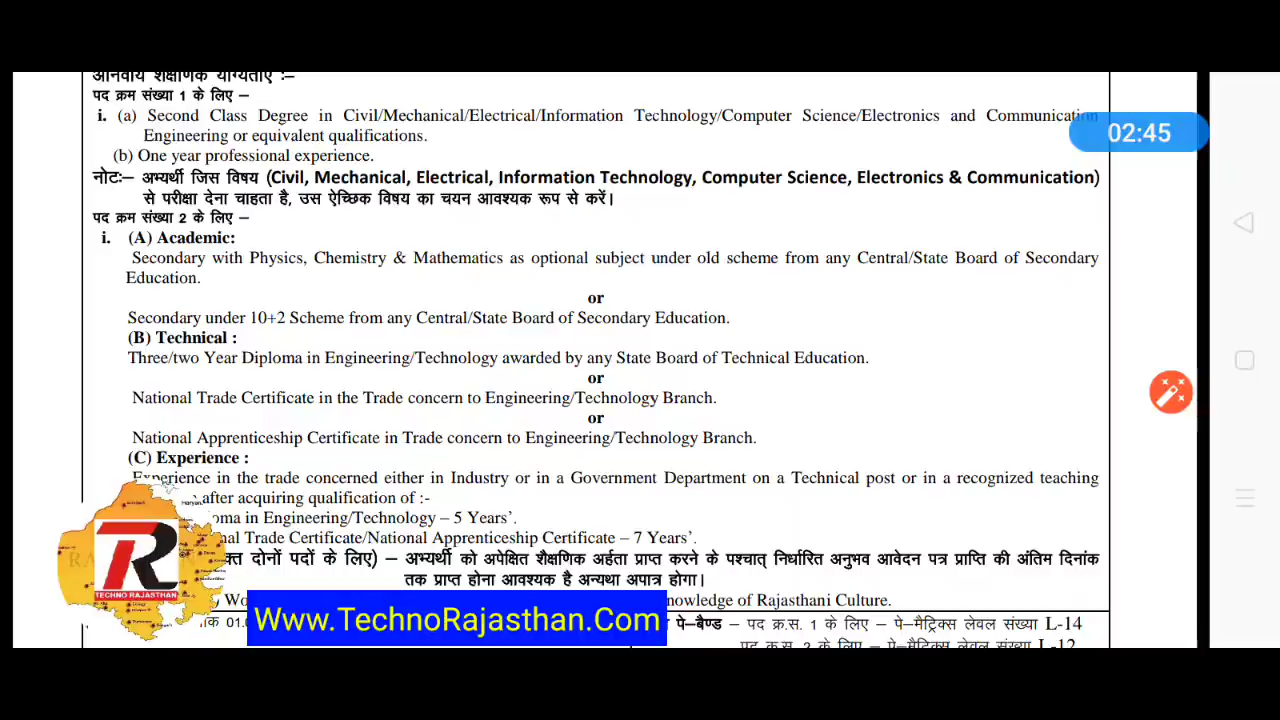 अनिवार्य शैक्षणिक योग्यताएं :–
पद क्रम संख्या 1 के लिए –
i. (a) Second Class Degree in Civil/Mechanical/Electrical/Information Technology/Computer Science/Electronics and Communication
Engineering or equivalent qualifications.
02:45
(b) One year professional experience.
नोटः– अभ्यर्थी जिस विषय (Civil, Mechanical, Electrical, Information Technology, Computer Science, Electronics & Communication)
से परीक्षा देना चाहता है, उस ऐच्छिक विषय का चयन आवश्यक रूप से करें।
पद क्रम संख्या 2 के लिए –
i. (A) Academic:
Secondary with Physics, Chemistry & Mathematics as optional subject under old scheme from any Central/State Board of Secondary
Education.
or
Secondary under 10+2 Scheme from any Central/State Board of Secondary Education.
(B) Technical :
Three/two Year Diploma in Engineering/Technology awarded by any State Board of Technical Education.
or
National Trade Certificate in the Trade concern to Engineering/Technology Branch.
or
National Apprenticeship Certificate in Trade concern to Engineering/Technology Branch.
(C) Experience :
Experience in the trade concerned either in Industry or in a Government Department on a Technical post or in a recognized teaching
after acquiring qualification of :-
in Engineering/Technology – 5 Years’.
Trade Certificate/National Apprenticeship Certificate – 7 Years’.
दोनों पदों के लिए) – अभ्यर्थी को अपेक्षित शैक्षणिक अर्हता प्राप्त करने के पश्चात् निर्धारित अनुभव आवेदन पत्र प्राप्ति की अंतिम दिनांक
तक प्राप्त होना आवश्यक है अन्यथा अपात्र होगा।
of Rajasthani Culture.
TR
TECHNO RAJASTHAN
Www.TechnoRajasthan.Com
पे–बैण्ड – पद क्र.स. 1 के लिए – पे–मैट्रिक्स लेवल संख्या L-14
पद क्र.स. 2 के लिए – पे–मैट्रिक्स लेवल संख्या L-12